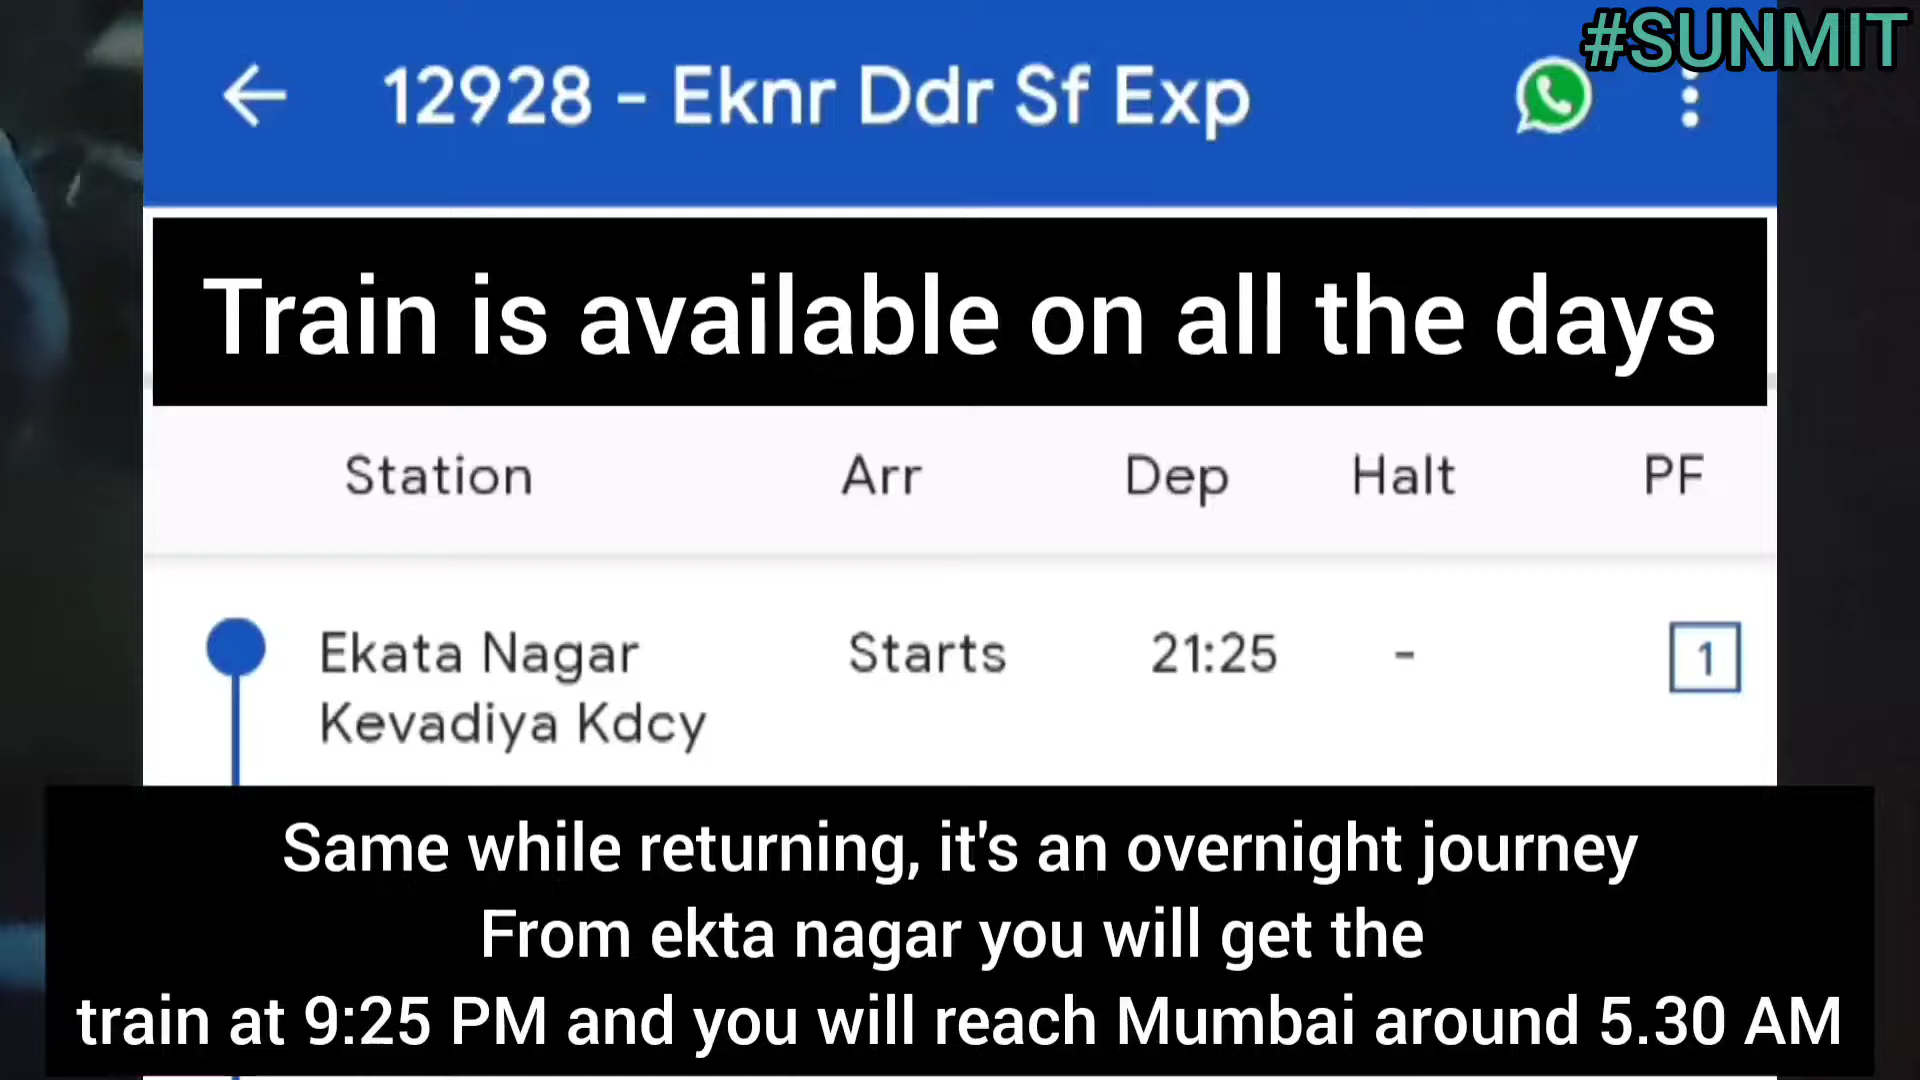 #SUNMIT
12928 - Eknr Ddr Sf Exp
Train is available on all the days
Station Arr Dep Halt PF
Ekata Nagar Starts 21:25 - 1
Kevadiya Kdcy
Same while returning, it's an overnight journey
From ekta nagar you will get the
train at 9:25 PM and you will reach Mumbai around 5.30 AM